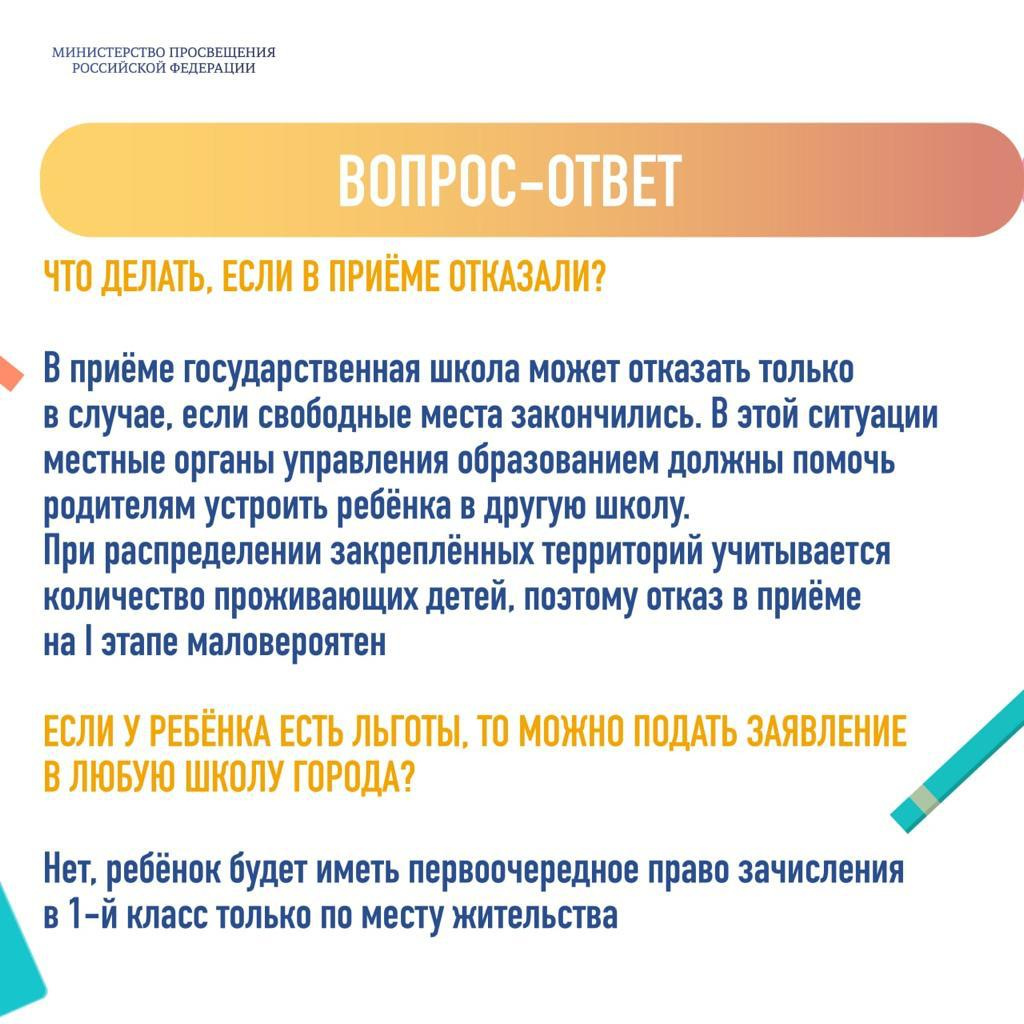 МИНИСТЕРСТВО ПРОСВЕЩЕНИЯ
РОССИЙСКОЙ ФЕДЕРАЦИИ
ВОПРОС-ОТВЕТ
ЧТО ДЕЛАТЬ, ЕСЛИ В ПРИЁМЕ ОТКАЗАЛИ?
В приёме государственная школа может отказать только
в случае, если свободные места закончились. В этой ситуации
местные органы управления образованием должны помочь
родителям устроить ребёнка в другую школу.
При распределении закреплённых территорий учитывается
количество проживающих детей, поэтому отказ в приёме
на I этапе маловероятен
ЕСЛИ У РЕБЁНКА ЕСТЬ ЛЬГОТЫ, ТО МОЖНО ПОДАТЬ ЗАЯВЛЕНИЕ
В ЛЮБУЮ ШКОЛУ ГОРОДА?
Нет, ребёнок будет иметь первоочередное право зачисления
в 1-й класс только по месту жительства